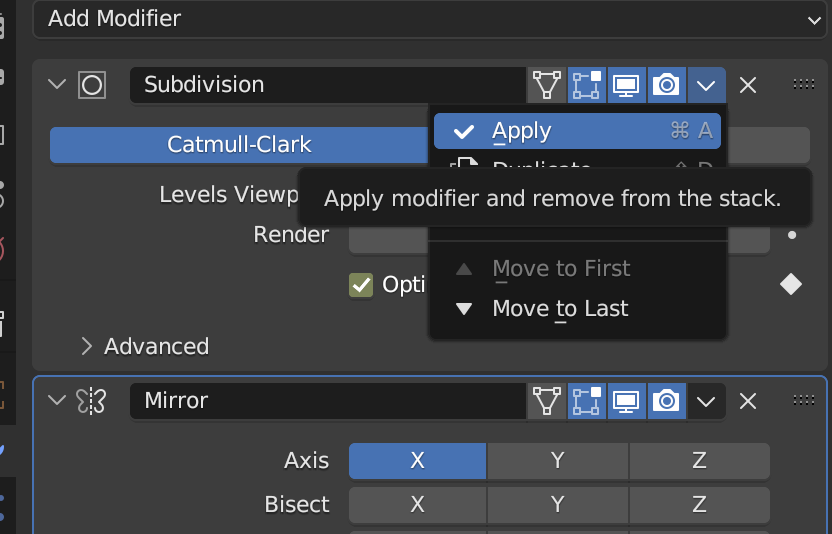 Add Modifier
Subdivision
Apply ⌘ A
Catmull-Clark
Duplicate ⇧ D
Levels Viewp
Apply modifier and remove from the stack.
Render
Move to First
Opti
Move to Last
Advanced
Mirror
Axis X Y Z
Bisect X Y Z